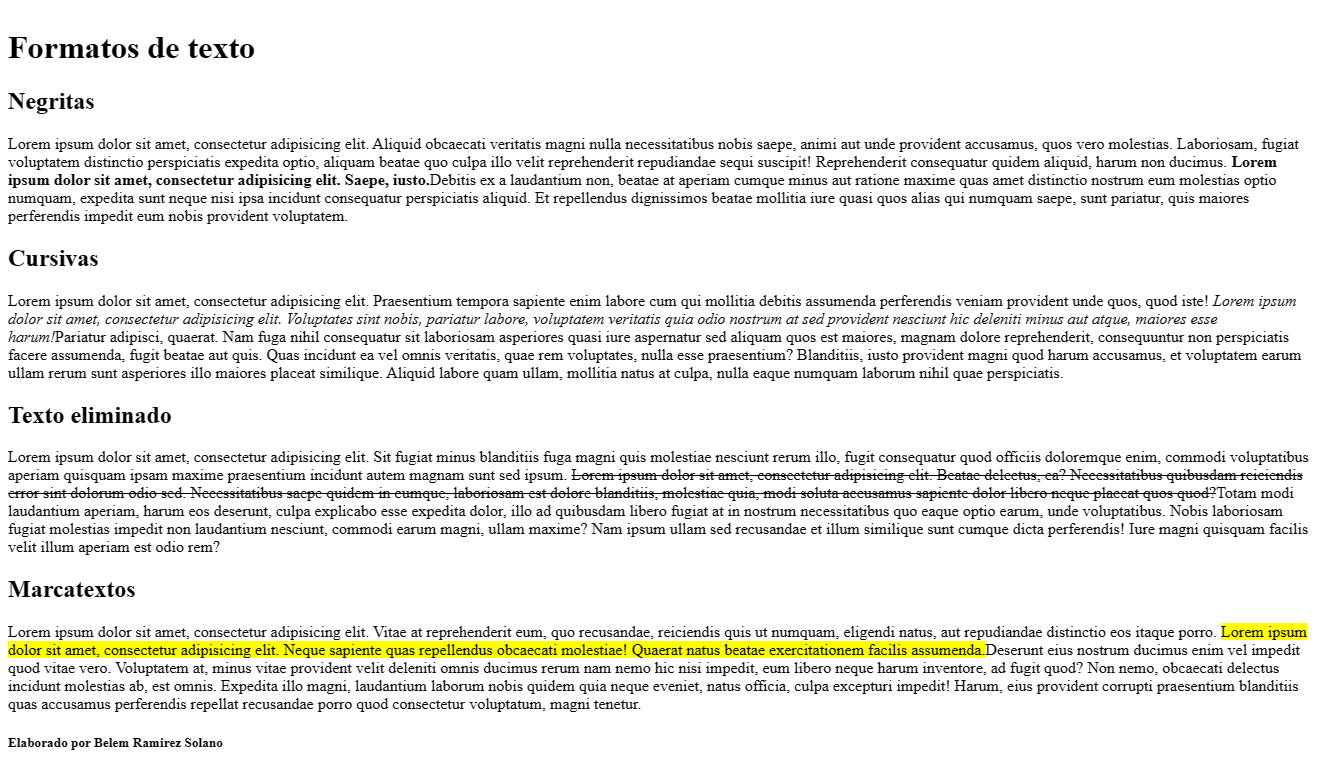 Formatos de texto
Negritas
Lorem ipsum dolor sit amet, consectetur adipisicing elit. Aliquid obcaecati veritatis magni nulla necessitatibus nobis saepe, animi aut unde provident accusamus, quos vero molestias. Laboriosam, fugiat
voluptatem distinctio perspiciatis expedita optio, aliquam beatae quo culpa illo velit reprehenderit repudiandae sequi suscipit! Reprehenderit consequatur quidem aliquid, harum non ducimus. Lorem
ipsum dolor sit amet, consectetur adipisicing elit. Saepe, iusto.Debitis ex a laudantium non, beatae at aperiam cumque minus aut ratione maxime quas amet distinctio nostrum eum molestias optio
numquam, expedita sunt neque nisi ipsa incidunt consequatur perspiciatis aliquid. Et repellendus dignissimos beatae mollitia iure quasi quos alias qui numquam saepe, sunt pariatur, quis maiores
perferendis impedit eum nobis provident voluptatem.
Cursivas
Lorem ipsum dolor sit amet, consectetur adipisicing elit. Praesentium tempora sapiente enim labore cum qui mollitia debitis assumenda perferendis veniam provident unde quos, quod iste! Lorem ipsum
dolor sit amet, consectetur adipisicing elit. Voluptates sint nobis, pariatur labore, voluptatem veritatis quia odio nostrum at sed provident nesciunt hic deleniti minus aut atque, maiores esse
harum!Pariatur adipisci, quaerat. Nam fuga nihil consequatur sit laboriosam asperiores quasi iure aspernatur sed aliquam quos est maiores, magnam dolore reprehenderit, consequuntur non perspiciatis
facere assumenda, fugit beatae aut quis. Quas incidunt ea vel omnis veritatis, quae rem voluptates, nulla esse praesentium? Blanditiis, iusto provident magni quod harum accusamus, et voluptatem earum
ullam rerum sunt asperiores illo maiores placeat similique. Aliquid labore quam ullam, mollitia natus at culpa, nulla eaque numquam laborum nihil quae perspiciatis.
Texto eliminado
Lorem ipsum dolor sit amet, consectetur adipisicing elit. Sit fugiat minus blanditiis fuga magni quis molestiae nesciunt rerum illo, fugit consequatur quod officiis doloremque enim, commodi voluptatibus
aperiam quisquam ipsam maxime praesentium incidunt autem magnam sunt sed ipsum. Lorem ipsum dolor sit amet, consectetur adipisicing elit. Beatae delectus, ea? Necessitatibus quibusdam reiciendis
error sint dolorum odio sed. Necessitatibus saepe quidem in cumque, laboriosam est dolore blanditiis, molestiae quia, modi soluta accusamus sapiente dolor libero neque placeat quos quod?Totam modi
laudantium aperiam, harum eos deserunt, culpa explicabo esse expedita dolor, illo ad quibusdam libero fugiat at in nostrum necessitatibus quo eaque optio earum, unde voluptatibus. Nobis laboriosam
fugiat molestias impedit non laudantium nesciunt, commodi earum magni, ullam maxime? Nam ipsum ullam sed recusandae et illum similique sunt cumque dicta perferendis! Iure magni quisquam facilis
velit illum aperiam est odio rem?
Marcatextos
Lorem ipsum dolor sit amet, consectetur adipisicing elit. Vitae at reprehenderit eum, quo recusandae, reiciendis quis ut numquam, eligendi natus, aut repudiandae distinctio eos itaque porro. Lorem ipsum
dolor sit amet, consectetur adipisicing elit. Neque sapiente quas repellendus obcaecati molestiae! Quaerat natus beatae exercitationem facilis assumenda.Deserunt eius nostrum ducimus enim vel impedit
quod vitae vero. Voluptatem at, minus vitae provident velit deleniti omnis ducimus rerum nam nemo hic nisi impedit, eum libero neque harum inventore, ad fugit quod? Non nemo, obcaecati delectus
incidunt molestias ab, est omnis. Expedita illo magni, laudantium laborum nobis quidem quia neque eveniet, natus officia, culpa excepturi impedit! Harum, eius provident corrupti praesentium blanditiis
quas accusamus perferendis repellat recusandae porro quod consectetur voluptatum, magni tenetur.
Elaborado por Belem Ramirez Solano